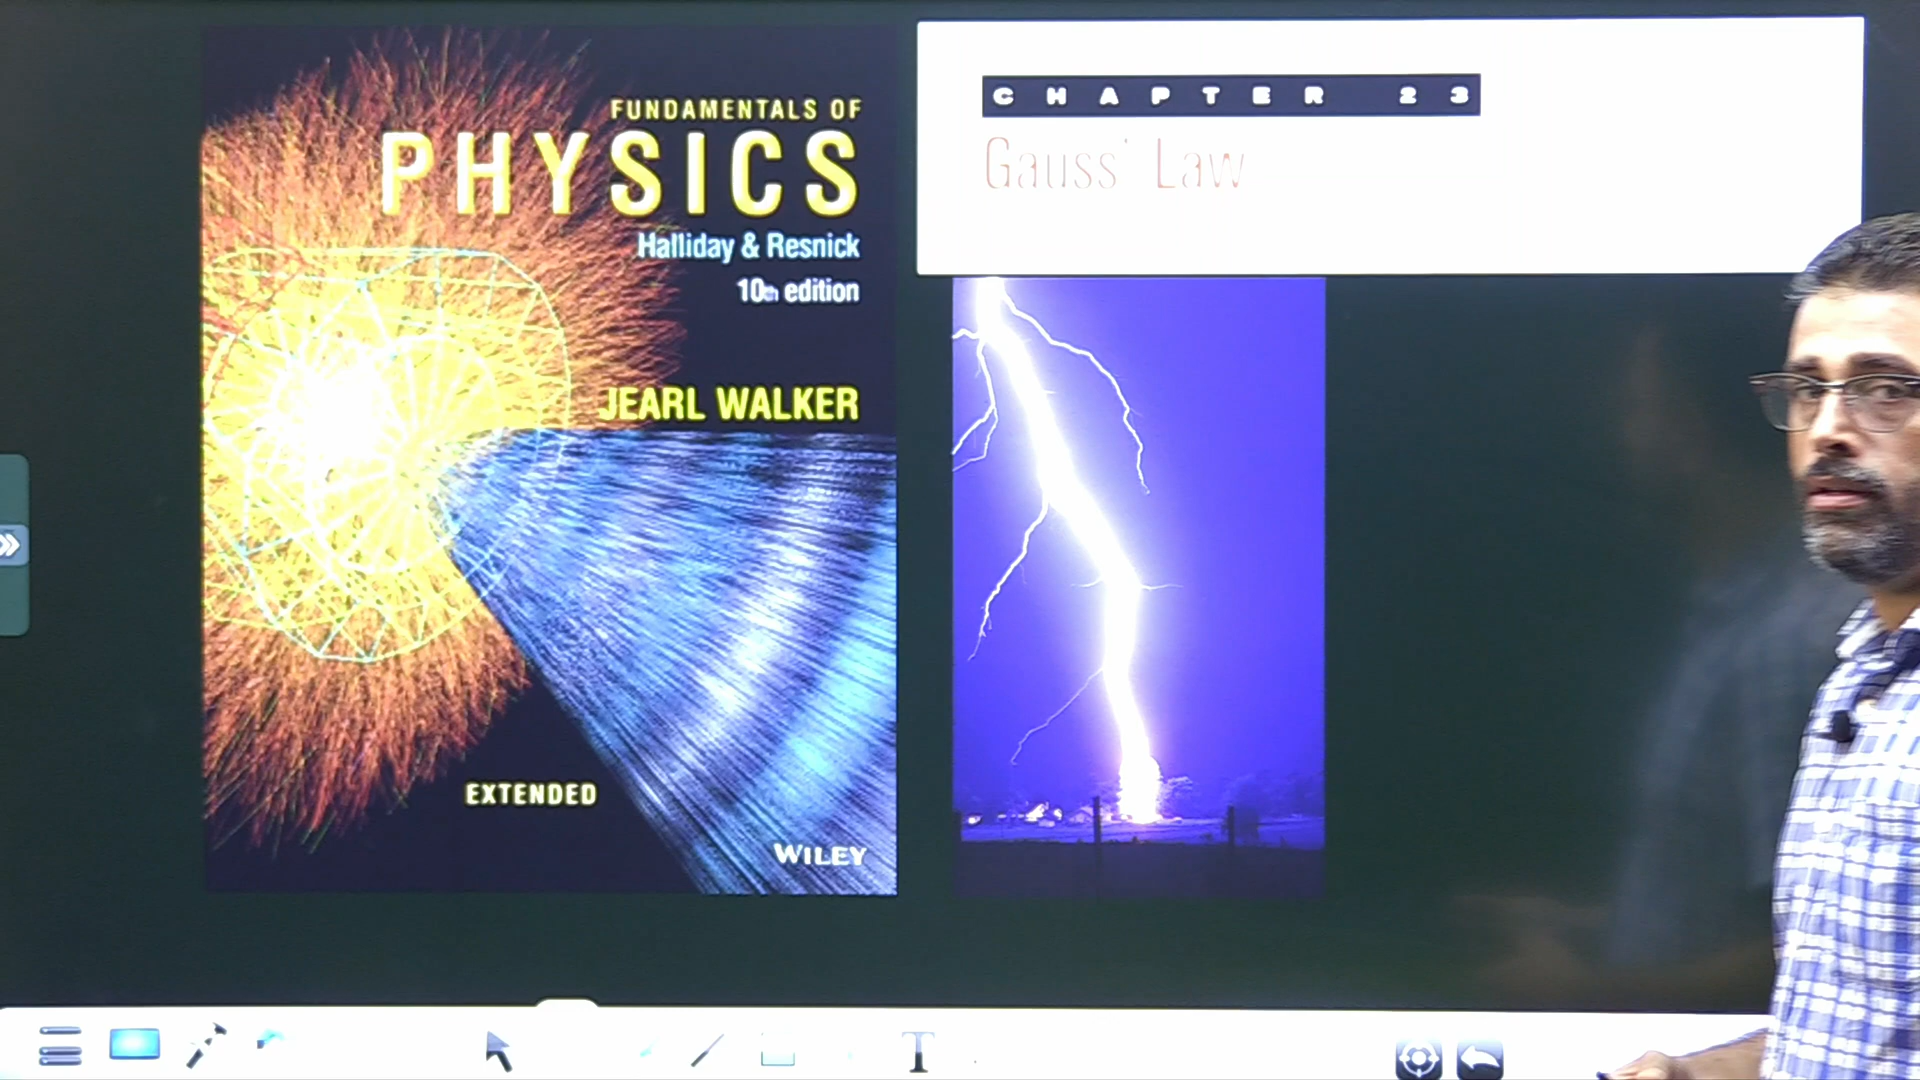 FUNDAMENTALS OF
PHYSICS
Halliday & Resnick
10th edition
JEARL WALKER
EXTENDED
WILEY
CHAPTER 23
Gauss' Law
T